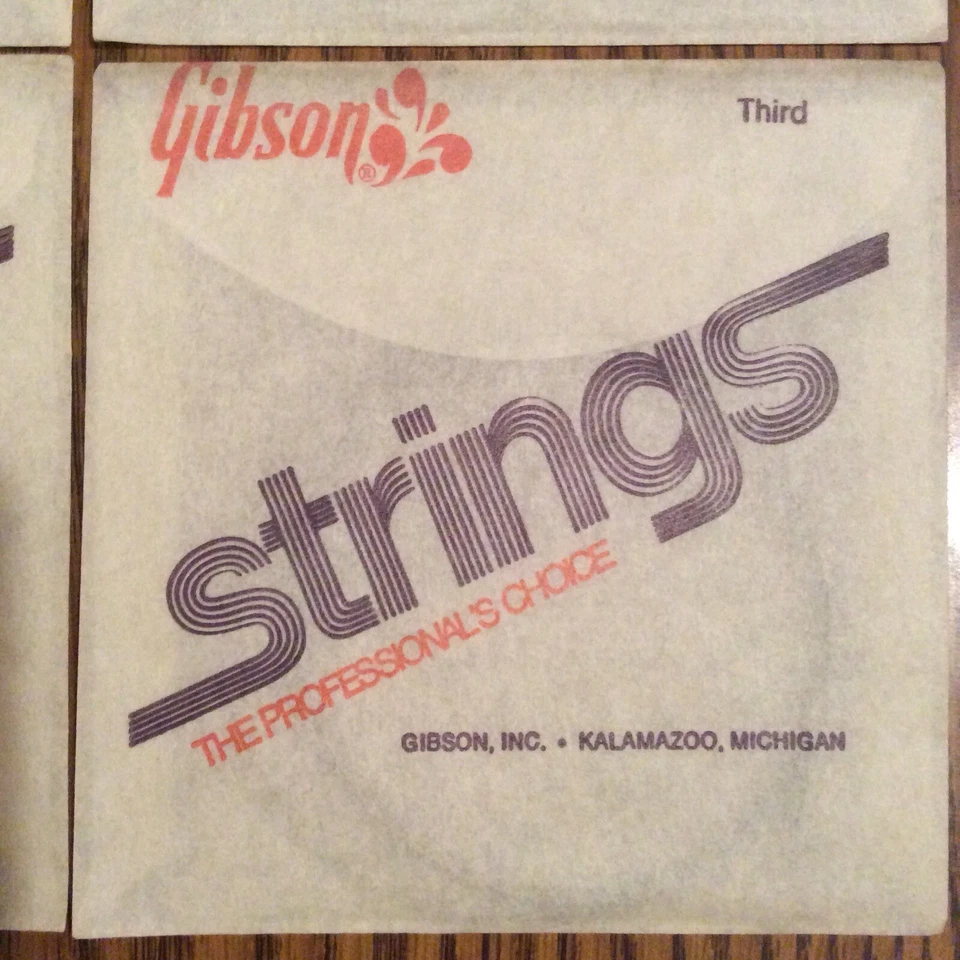 Gibson®
Third
strings
THE PROFESSIONAL'S CHOICE
GIBSON, INC. • KALAMAZOO, MICHIGAN